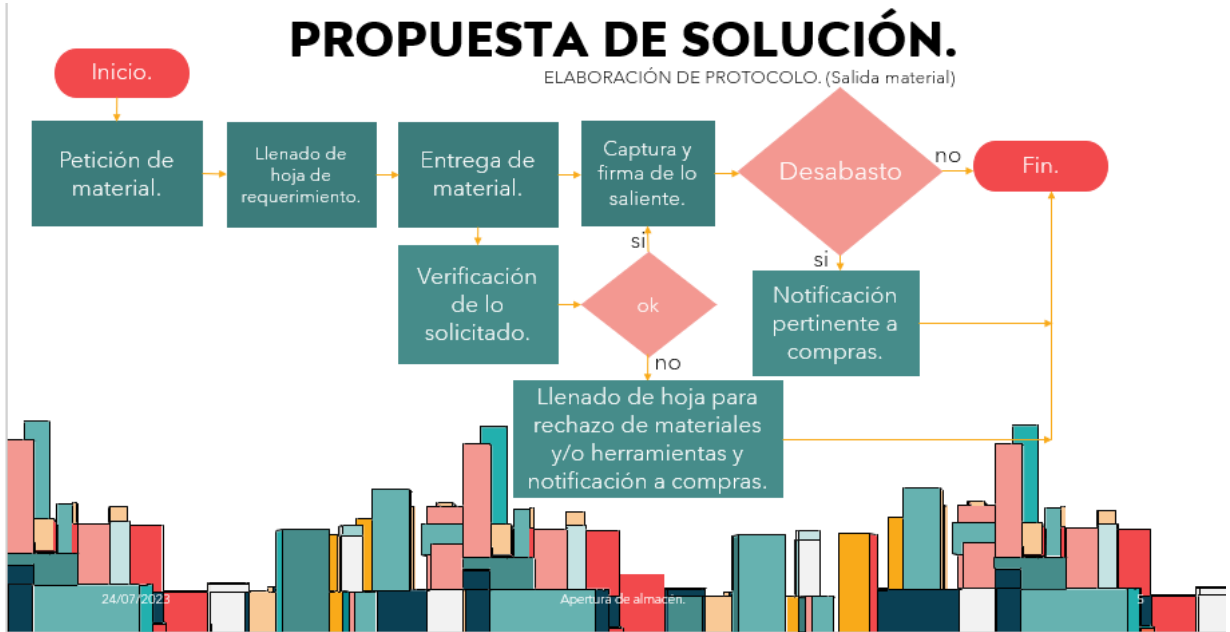 PROPUESTA DE SOLUCIÓN.
ELABORACIÓN DE PROTOCOLO. (Salida material)
Inicio.
Petición de
material.
Llenado de
hoja de
requerimiento.
Entrega de
material.
Captura y
firma de lo
saliente.
Desabasto
no
Fin.
si
si
Verificación
de lo
solicitado.
ok
Notificación
pertinente a
compras.
no
Llenado de hoja para
rechazo de materiales
y/o herramientas y
notificación a compras.
24/07/2023
Apertura de almacén.
5